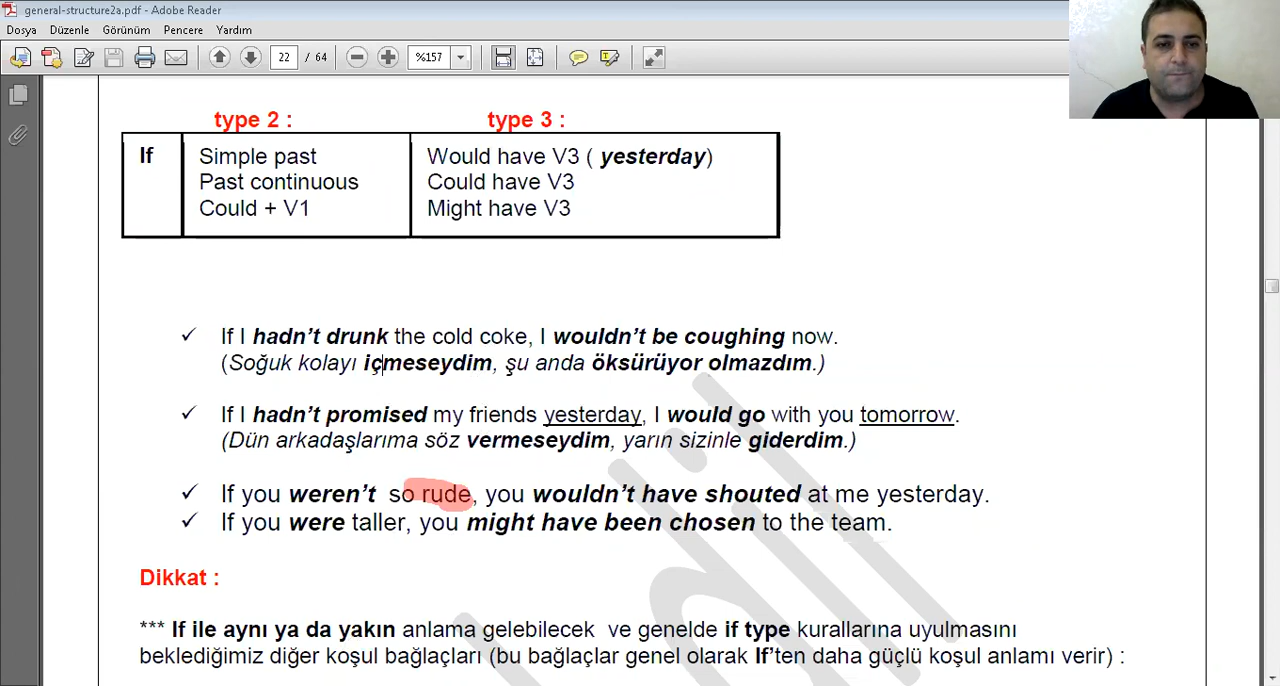 general-structure2a.pdf - Adobe Reader
Dosya Düzenle Görünüm Pencere Yardım
22 / 64 %157
type 2 : type 3 :
If Simple past Would have V3 ( yesterday)
Past continuous Could have V3
Could + V1 Might have V3
✓ If I hadn't drunk the cold coke, I wouldn't be coughing now.
(Soğuk kolayı içmeseydim, şu anda öksürüyor olmazdım.)
✓ If I hadn't promised my friends yesterday, I would go with you tomorrow.
(Dün arkadaşlarıma söz vermeseydim, yarın sizinle giderdim.)
✓ If you weren't so rude, you wouldn't have shouted at me yesterday.
✓ If you were taller, you might have been chosen to the team.
Dikkat :
*** If ile aynı ya da yakın anlama gelebilecek ve genelde if type kurallarına uyulmasını
beklediğimiz diğer koşul bağlaçları (bu bağlaçlar genel olarak If'ten daha güçlü koşul anlamı verir) :